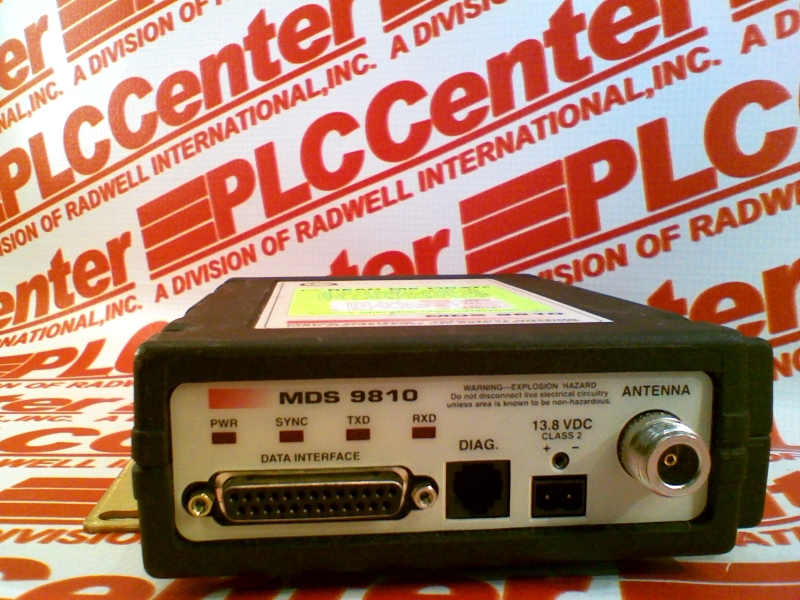 PLCCenter
A DIVISION OF RADWELL INTERNATIONAL, INC.
MDS 9810
WARNING—EXPLOSION HAZARD
Do not disconnect live electrical circuitry
unless area is known to be non-hazardous.
ANTENNA
PWR
SYNC
TXD
RXD
13.8 VDC
CLASS 2
+ −
DIAG.
DATA INTERFACE